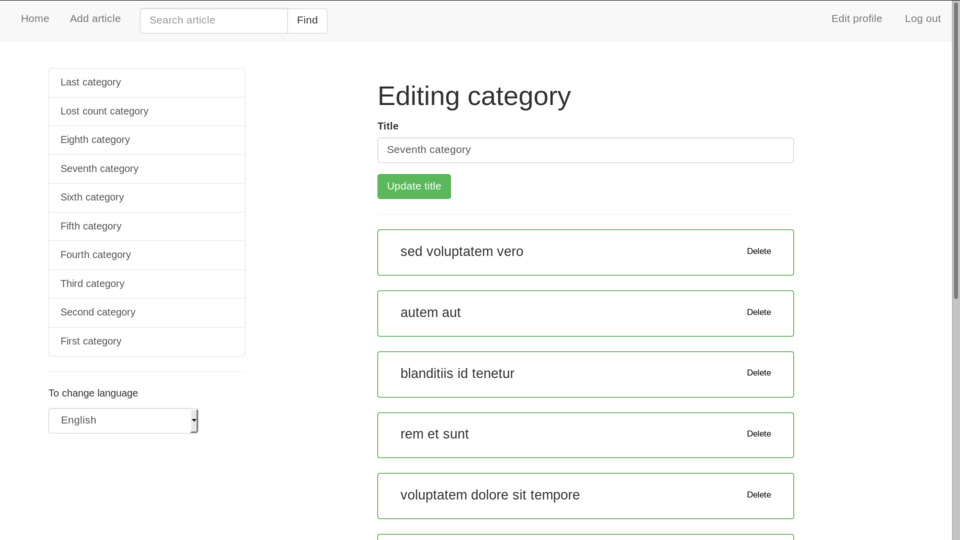 Home Add article Search article Find Edit profile Log out
Last category
Lost count category
Eighth category
Seventh category
Sixth category
Fifth category
Fourth category
Third category
Second category
First category
To change language
English
Editing category
Title
Seventh category
Update title
sed voluptatem vero Delete
autem aut Delete
blanditiis id tenetur Delete
rem et sunt Delete
voluptatem dolore sit tempore Delete